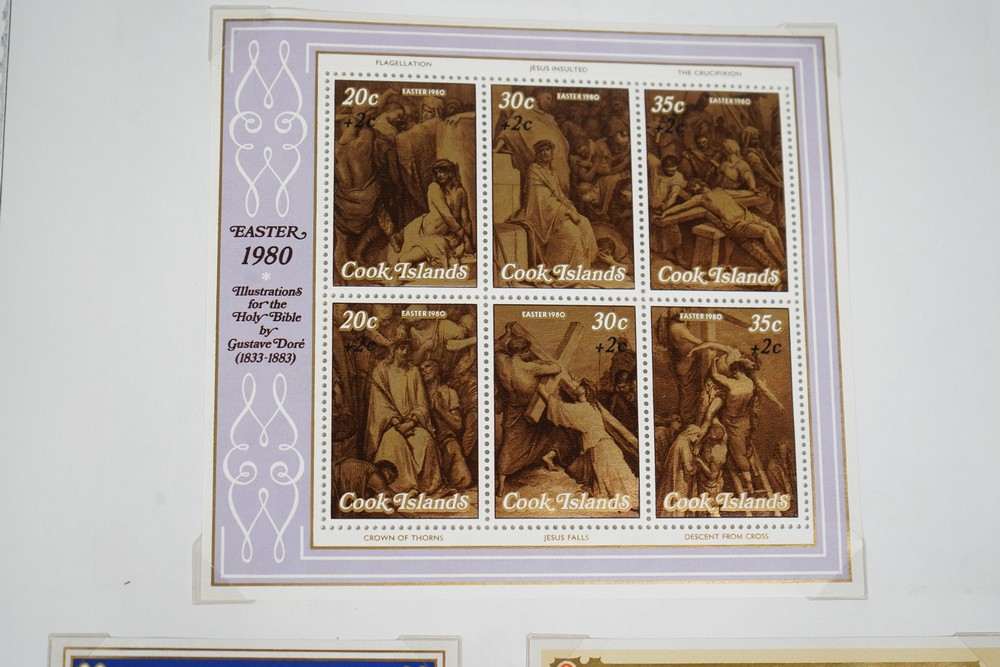 EASTER
1980
*
Illustrations
for the
Holy Bible
by
Gustave Doré
(1833-1883)
FLAGELLATION
JESUS INSULTED
THE CRUCIFIXION
20c EASTER 1980
+2c
Cook Islands
30c EASTER 1980
+2c
Cook Islands
35c EASTER 1980
+2c
Cook Islands
20c EASTER 1980
+2c
Cook Islands
EASTER 1980 30c
+2c
Cook Islands
EASTER 1980 35c
+2c
Cook Islands
CROWN OF THORNS
JESUS FALLS
DESCENT FROM CROSS